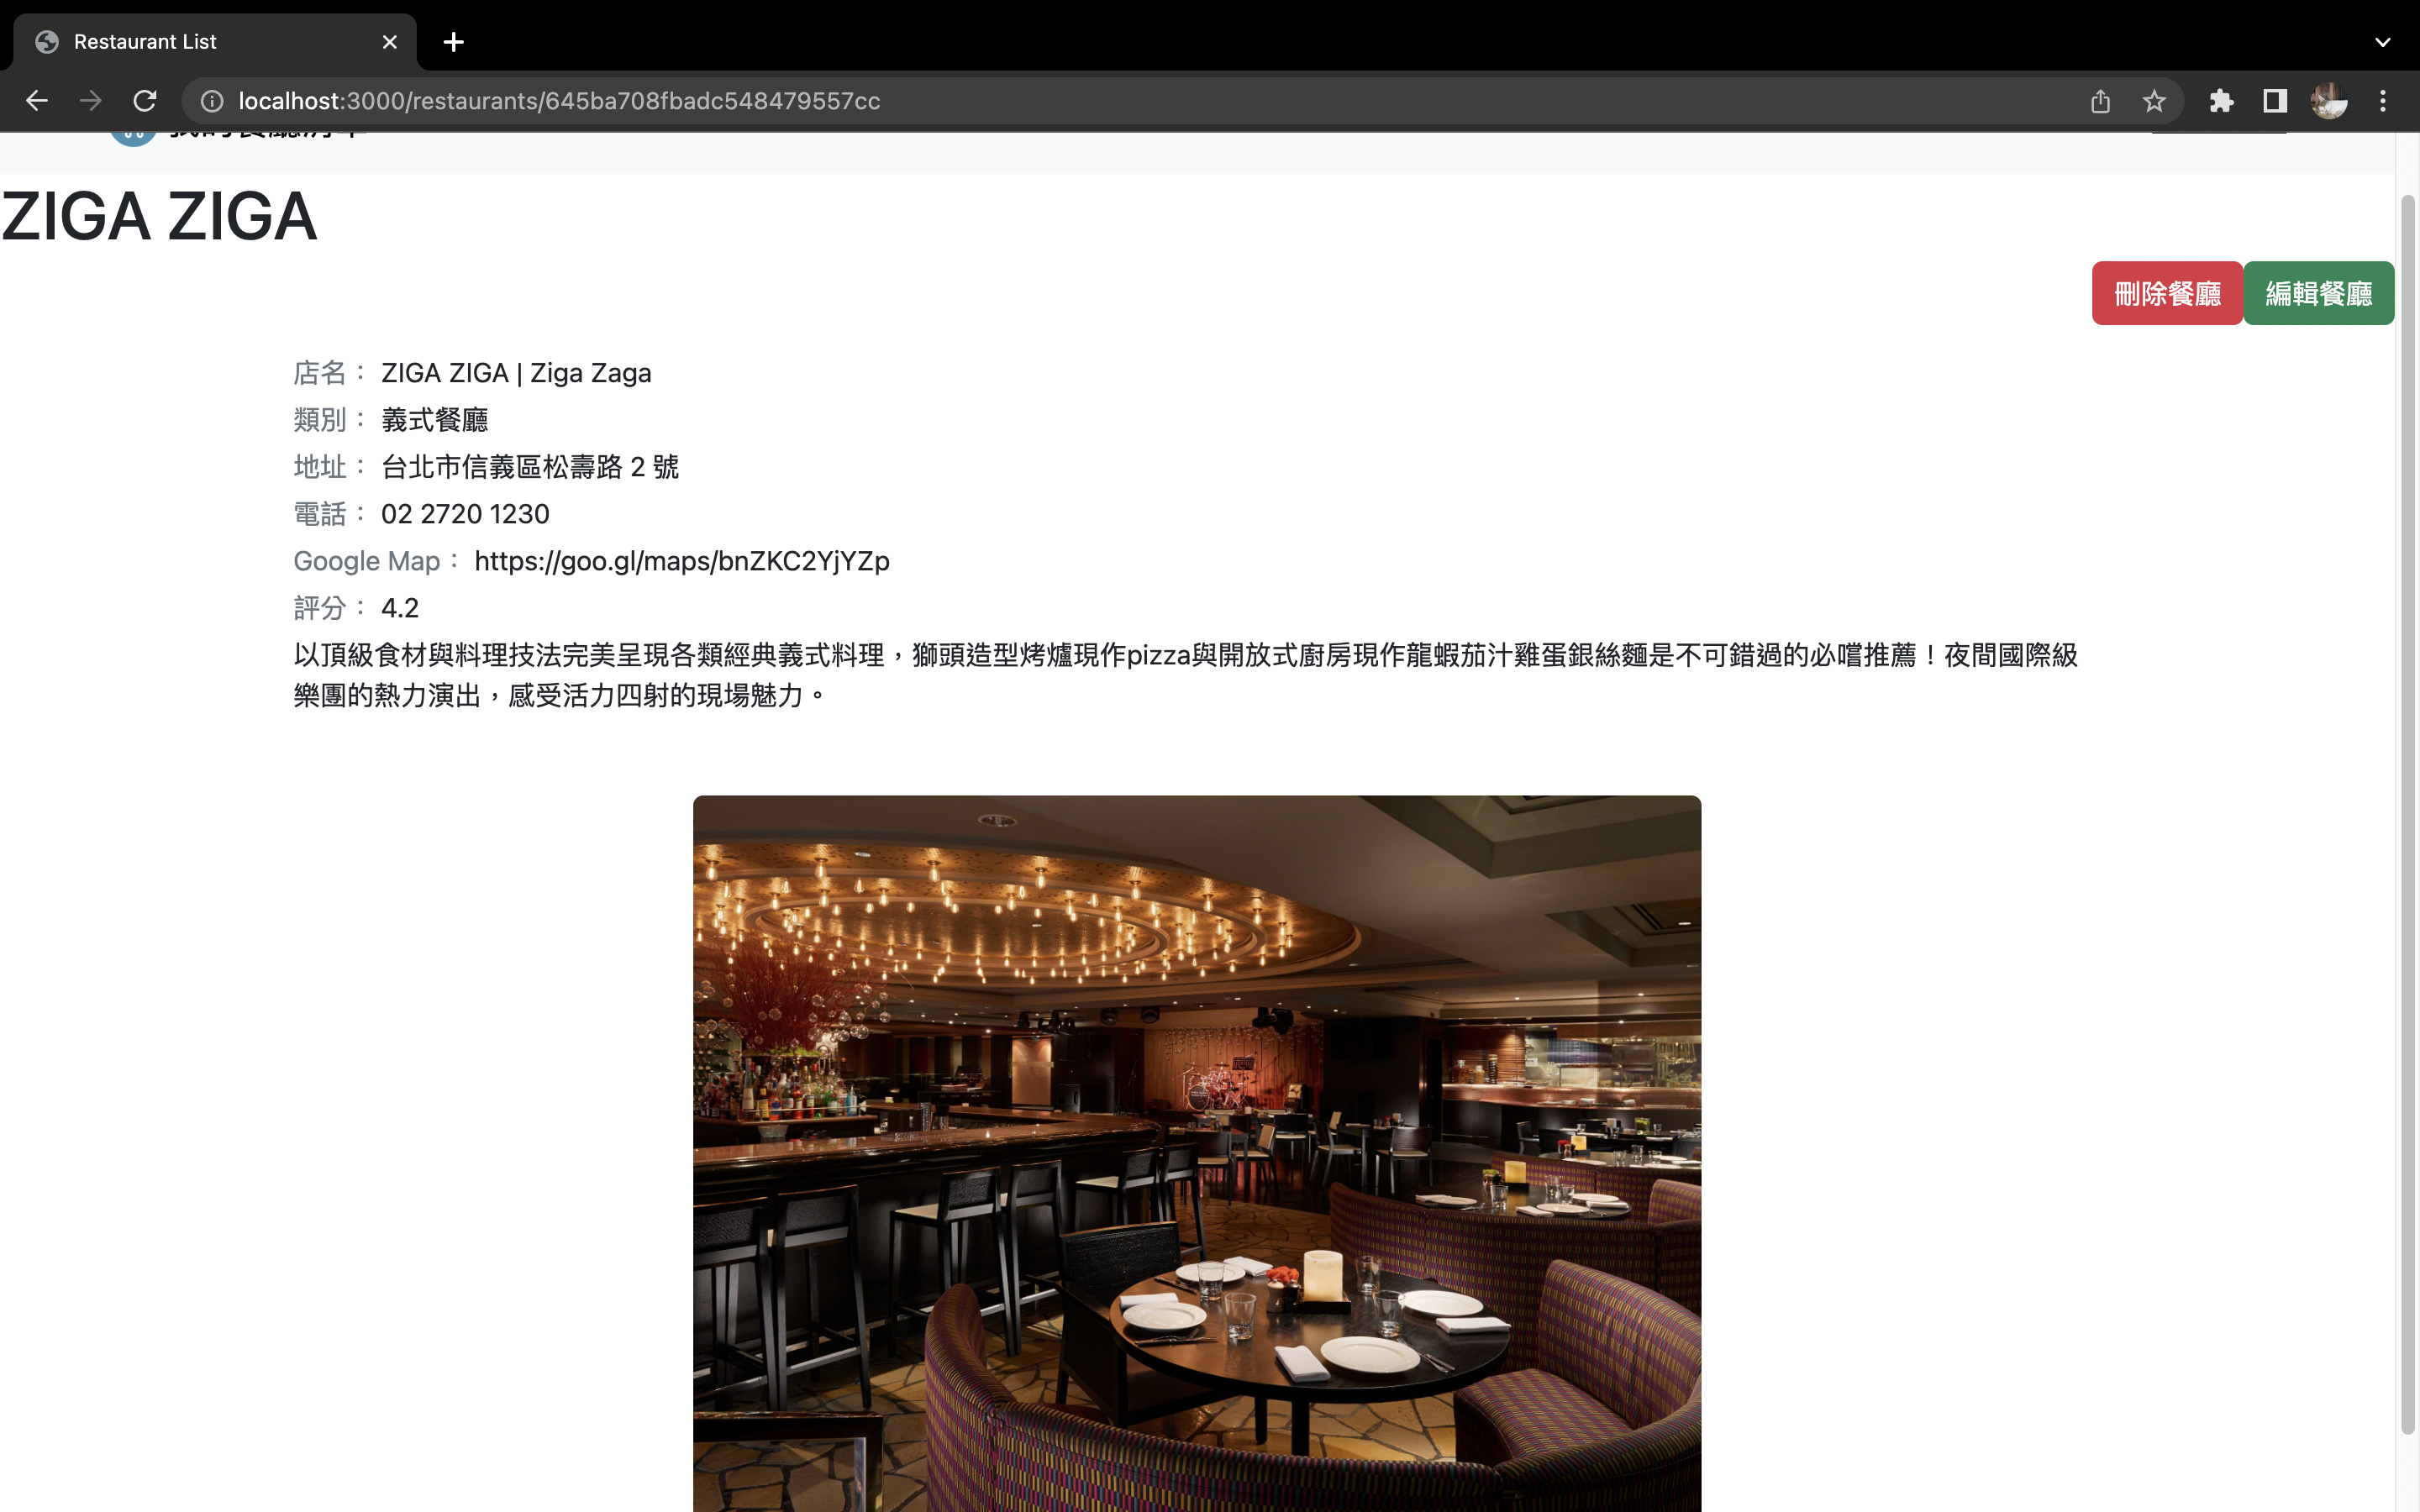 Restaurant List
localhost:3000/restaurants/645ba708fbadc548479557cc
ZIGA ZIGA
刪除餐廳 編輯餐廳
店名： ZIGA ZIGA | Ziga Zaga
類別： 義式餐廳
地址： 台北市信義區松壽路 2 號
電話： 02 2720 1230
Google Map： https://goo.gl/maps/bnZKC2YjYZp
評分： 4.2
以頂級食材與料理技法完美呈現各類經典義式料理，獅頭造型烤爐現作pizza與開放式廚房現作龍蝦茄汁雞蛋銀絲麵是不可錯過的必嚐推薦！夜間國際級
樂團的熱力演出，感受活力四射的現場魅力。